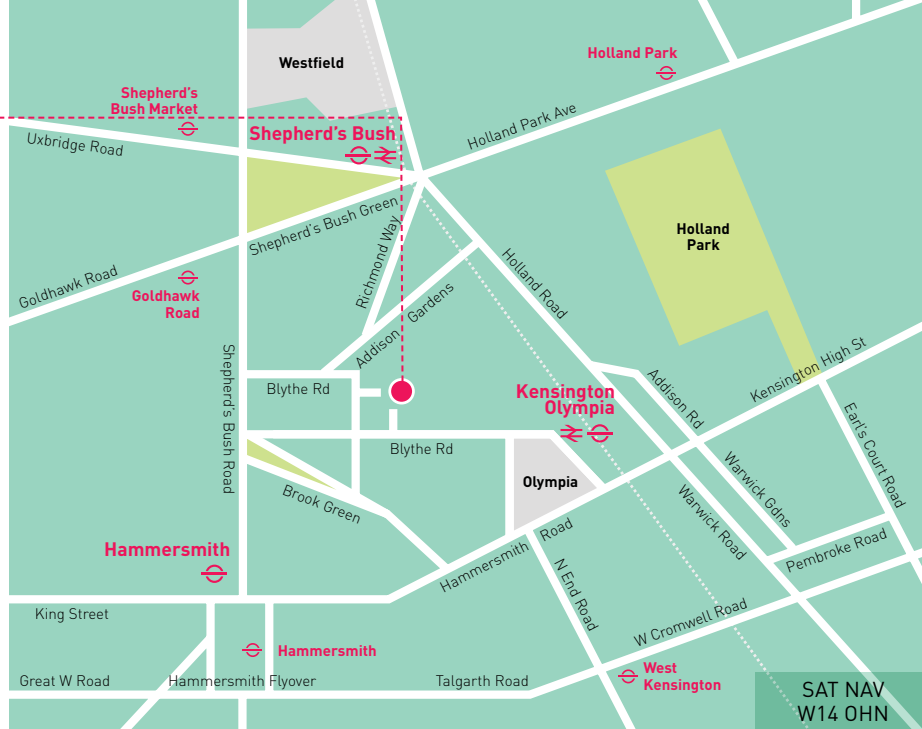 Westfield
Holland Park
Shepherd's
Bush Market
Shepherd's Bush
Holland Park Ave
Uxbridge Road
Shepherd's Bush Green
Holland
Park
Richmond Way
Goldhawk Road
Goldhawk
Road
Holland Road
Addison Gardens
Shepherd's Bush Road
Blythe Rd
Kensington
Olympia
Addison Rd
Kensington High St
Earl's Court Road
Blythe Rd
Olympia
Brook Green
Warwick Gdns
Warwick Road
Pembroke Road
Hammersmith
Hammersmith Road
N End Road
King Street
W Cromwell Road
Hammersmith
Great W Road
Hammersmith Flyover
Talgarth Road
West
Kensington
SAT NAV
W14 OHN